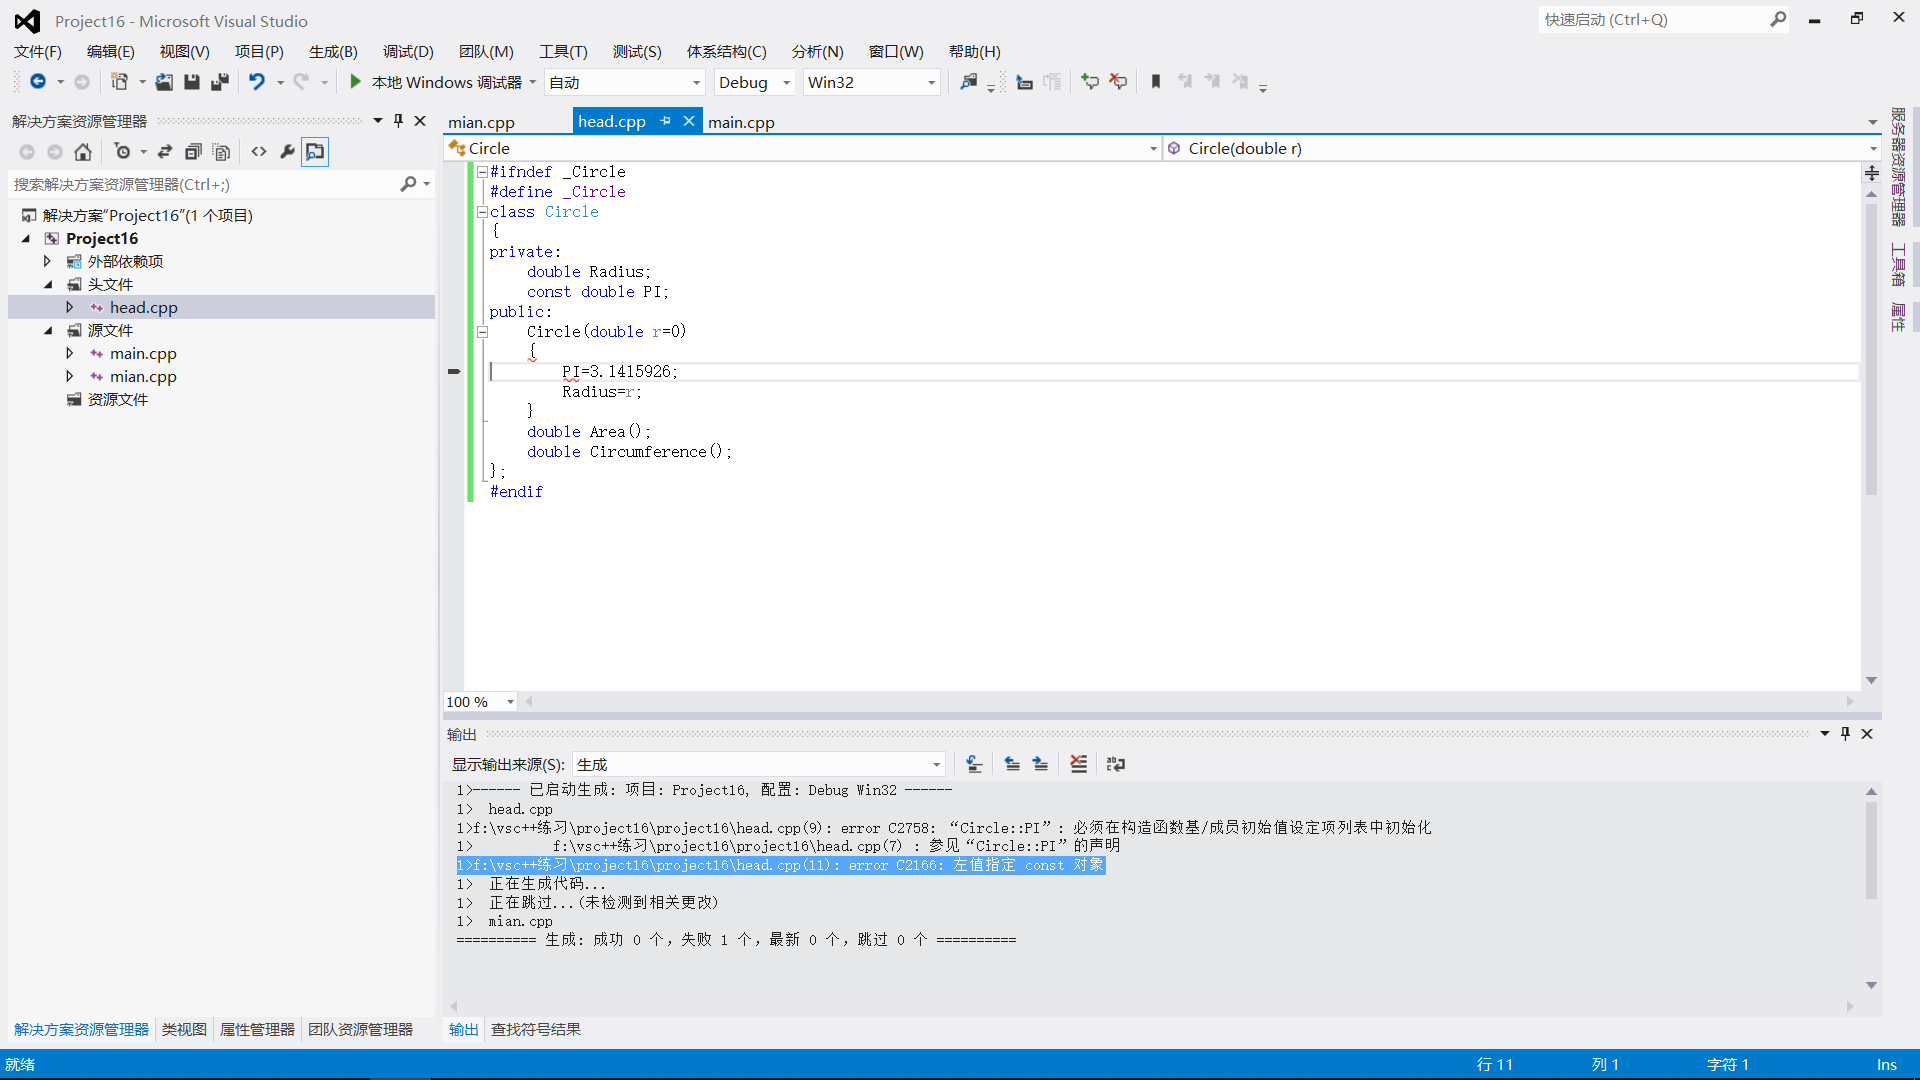 Project16 - Microsoft Visual Studio
快速启动 (Ctrl+Q)
文件(F) 编辑(E) 视图(V) 项目(P) 生成(B) 调试(D) 团队(M) 工具(T) 测试(S) 体系结构(C) 分析(N) 窗口(W) 帮助(H)
本地 Windows 调试器 自动 Debug Win32
解决方案资源管理器
搜索解决方案资源管理器(Ctrl+;)
解决方案“Project16”(1 个项目)
Project16
外部依赖项
头文件
head.cpp
源文件
main.cpp
mian.cpp
资源文件
解决方案资源管理器 类视图 属性管理器 团队资源管理器
mian.cpp head.cpp main.cpp
Circle Circle(double r)
#ifndef _Circle
#define _Circle
class Circle
{
private:
double Radius;
const double PI;
public:
Circle(double r=0)
{
PI=3.1415926;
Radius=r;
}
double Area();
double Circumference();
};
#endif
100 %
输出
显示输出来源(S): 生成
1>------ 已启动生成: 项目: Project16, 配置: Debug Win32 ------
1> head.cpp
1>f:\vsc++练习\project16\project16\head.cpp(9): error C2758: “Circle::PI”: 必须在构造函数基/成员初始值设定项列表中初始化
1> f:\vsc++练习\project16\project16\head.cpp(7) : 参见“Circle::PI”的声明
1>f:\vsc++练习\project16\project16\head.cpp(11): error C2166: 左值指定 const 对象
1> 正在生成代码...
1> 正在跳过...(未检测到相关更改)
1> mian.cpp
========== 生成: 成功 0 个，失败 1 个，最新 0 个，跳过 0 个 ==========
输出 查找符号结果
服务器资源管理器
工具箱
属性
就绪 行 11 列 1 字符 1 Ins